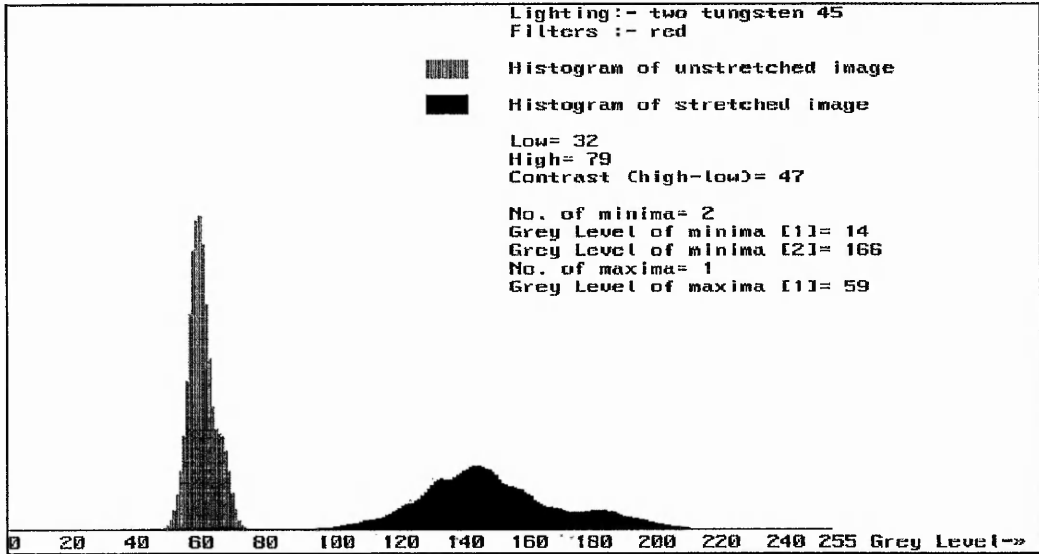 Lighting:- two tungsten 45
Filters :- red
Histogram of unstretched image
Histogram of stretched image
Low= 32
High= 79
Contrast (high-low)= 47
No. of minima= 2
Grey Level of minima [1]= 14
Grey Level of minima [2]= 166
No. of maxima= 1
Grey Level of maxima [1]= 59
0 20 40 60 80 100 120 140 160 180 200 220 240 255 Grey Level->>